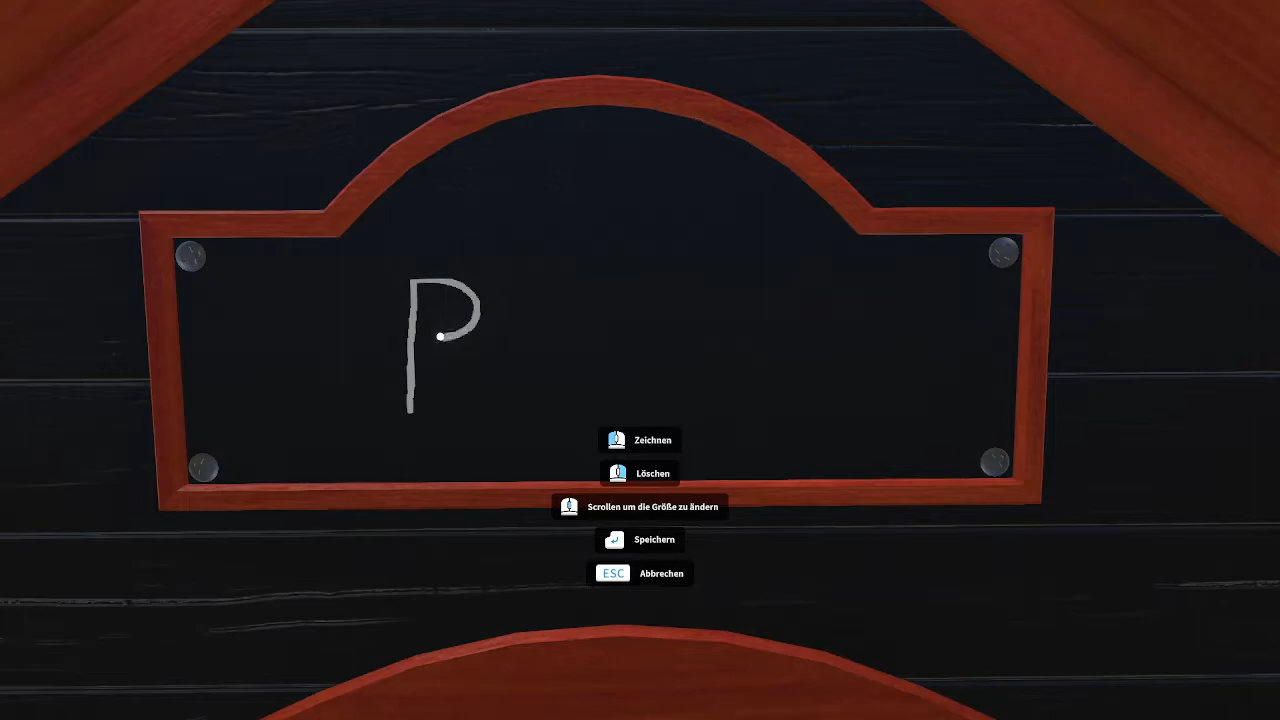 P
Zeichnen
Löschen
Scrollen um die Größe zu ändern
Speichern
ESC Abbrechen